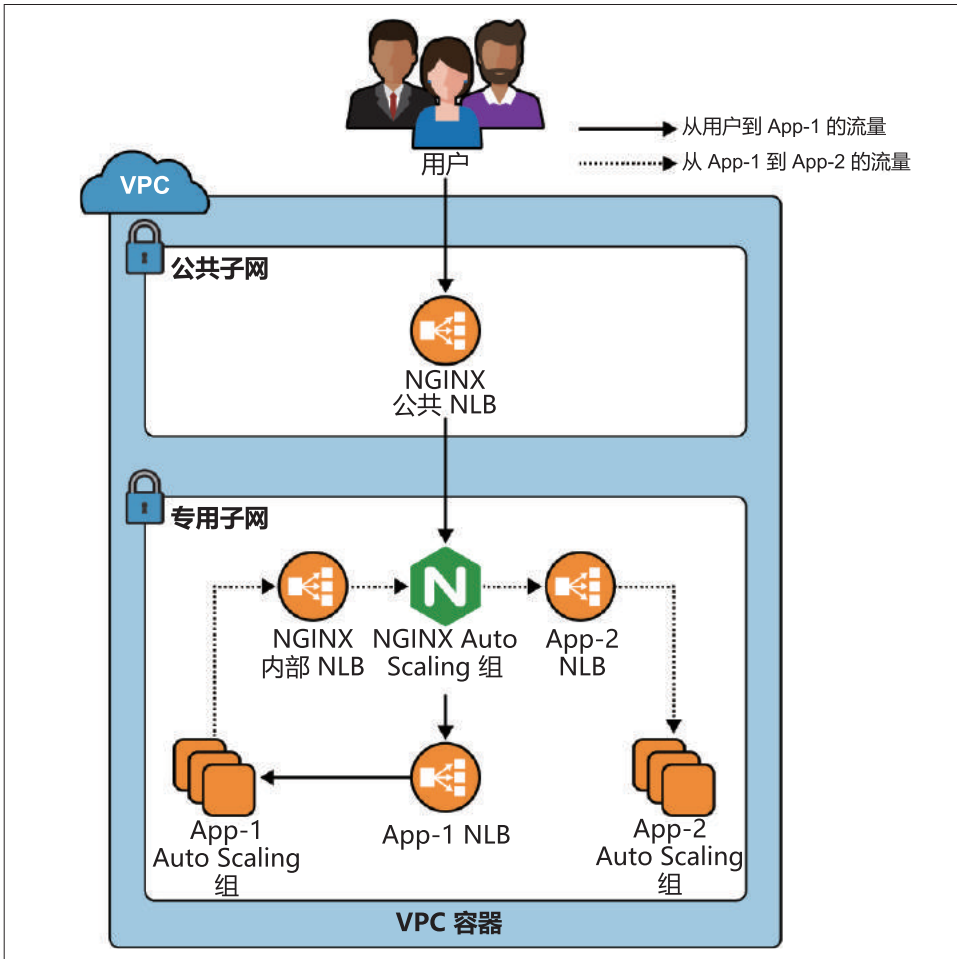 用户
从用户到 App-1 的流量
从 App-1 到 App-2 的流量
VPC
公共子网
NGINX
公共 NLB
专用子网
N
NGINX
内部 NLB
NGINX Auto
Scaling 组
App-2
NLB
App-1
Auto Scaling
组
App-1 NLB
App-2
Auto Scaling
组
VPC 容器